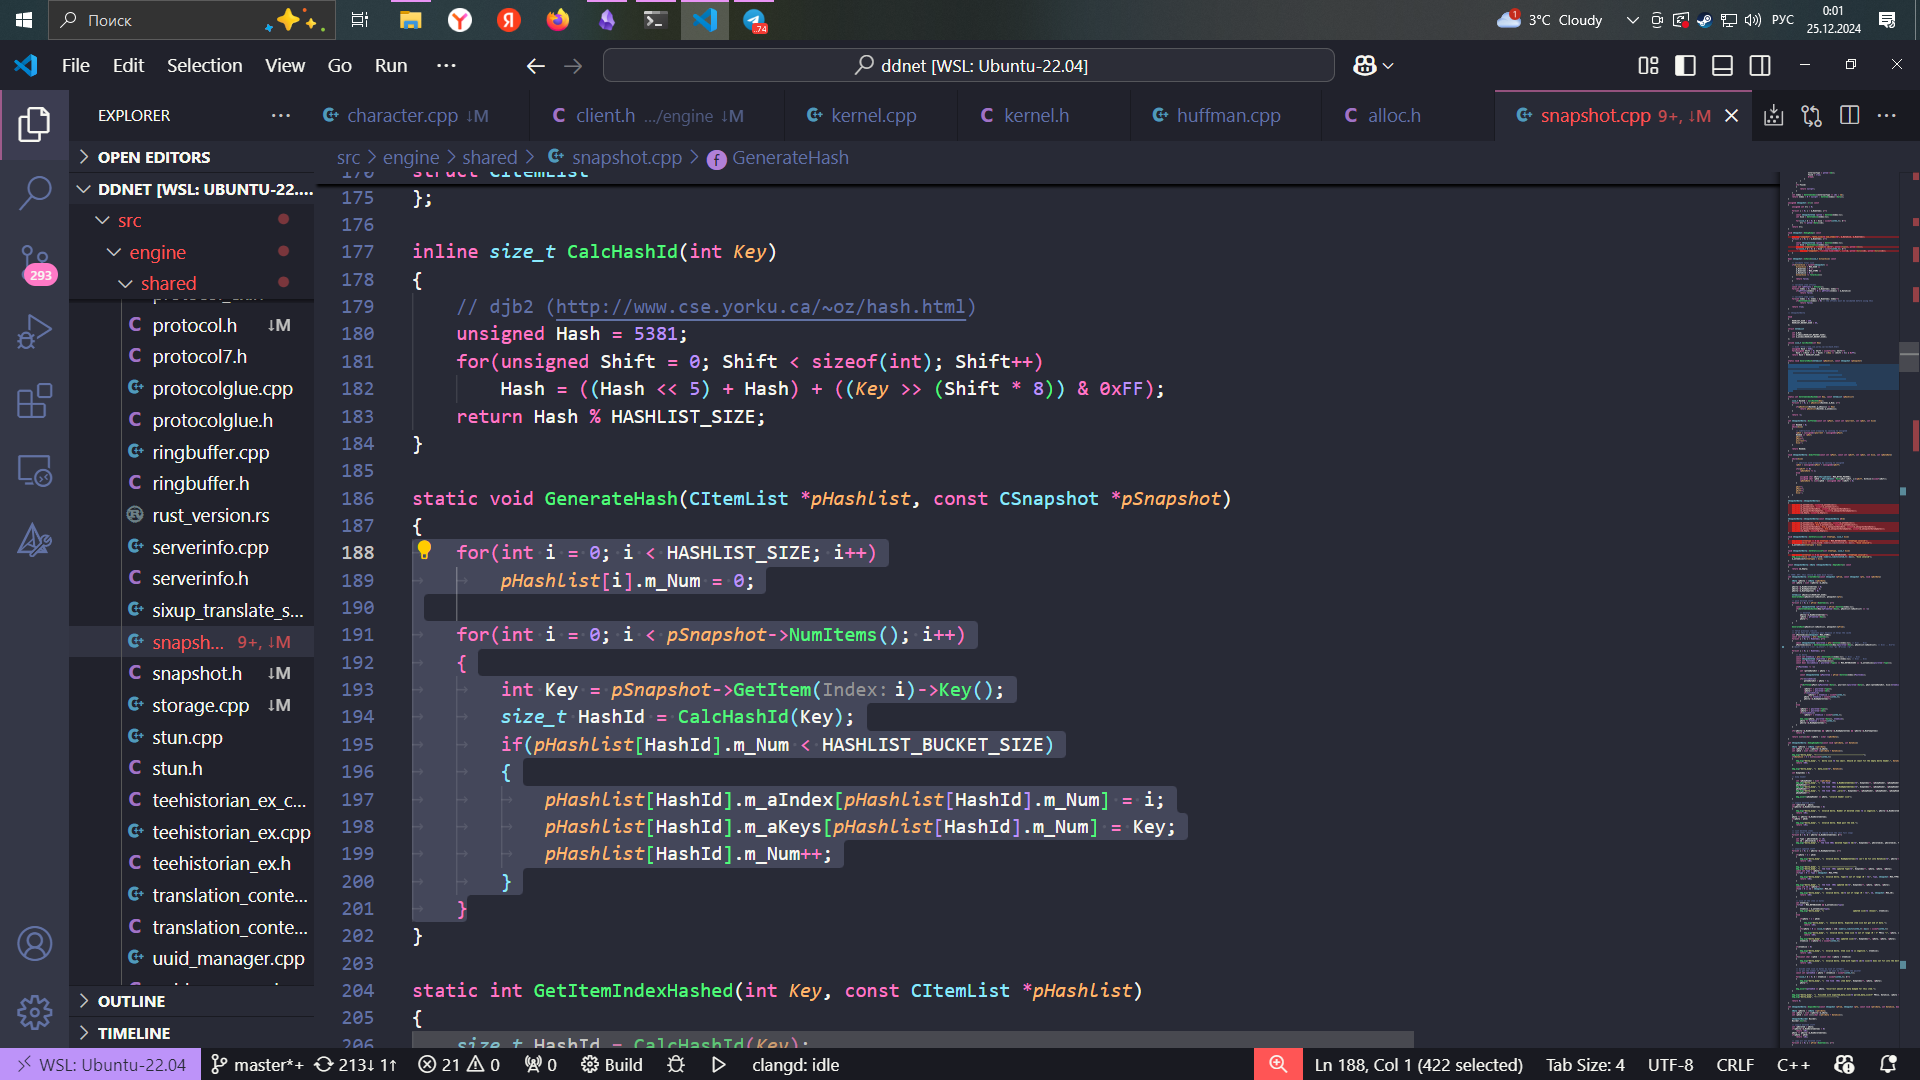 Поиск
74
1
3°C Cloudy
РУС
0:01
25.12.2024
File Edit Selection View Go Run ...
ddnet [WSL: Ubuntu-22.04]
EXPLORER
character.cpp ↓M
client.h .../engine ↓M
kernel.cpp
kernel.h
huffman.cpp
alloc.h
snapshot.cpp 9+, ↓M
OPEN EDITORS
DDNET [WSL: UBUNTU-22....
src
engine
shared
protocol.h ↓M
protocol7.h
protocolglue.cpp
protocolglue.h
ringbuffer.cpp
ringbuffer.h
rust_version.rs
serverinfo.cpp
serverinfo.h
sixup_translate_s...
snapsh... 9+, ↓M
snapshot.h ↓M
storage.cpp ↓M
stun.cpp
stun.h
teehistorian_ex_c...
teehistorian_ex.cpp
teehistorian_ex.h
translation_conte...
translation_conte...
uuid_manager.cpp
OUTLINE
TIMELINE
293
src > engine > shared > snapshot.cpp > GenerateHash
170 struct CItemList
175 };
176
177 inline size_t CalcHashId(int Key)
178 {
179 // djb2 (http://www.cse.yorku.ca/~oz/hash.html)
180 unsigned Hash = 5381;
181 for(unsigned Shift = 0; Shift < sizeof(int); Shift++)
182 Hash = ((Hash << 5) + Hash) + ((Key >> (Shift * 8)) & 0xFF);
183 return Hash % HASHLIST_SIZE;
184 }
185
186 static void GenerateHash(CItemList *pHashlist, const CSnapshot *pSnapshot)
187 {
188 for(int i = 0; i < HASHLIST_SIZE; i++)
189 pHashlist[i].m_Num = 0;
190
191 for(int i = 0; i < pSnapshot->NumItems(); i++)
192 {
193 int Key = pSnapshot->GetItem(Index: i)->Key();
194 size_t HashId = CalcHashId(Key);
195 if(pHashlist[HashId].m_Num < HASHLIST_BUCKET_SIZE)
196 {
197 pHashlist[HashId].m_aIndex[pHashlist[HashId].m_Num] = i;
198 pHashlist[HashId].m_aKeys[pHashlist[HashId].m_Num] = Key;
199 pHashlist[HashId].m_Num++;
200 }
201 }
202 }
203
204 static int GetItemIndexHashed(int Key, const CItemList *pHashlist)
205 {
206 size_t HashId = CalcHashId(Key);
WSL: Ubuntu-22.04 master*+ 213↓ 1↑ 21 0 0 Build clangd: idle
Ln 188, Col 1 (422 selected) Tab Size: 4 UTF-8 CRLF C++